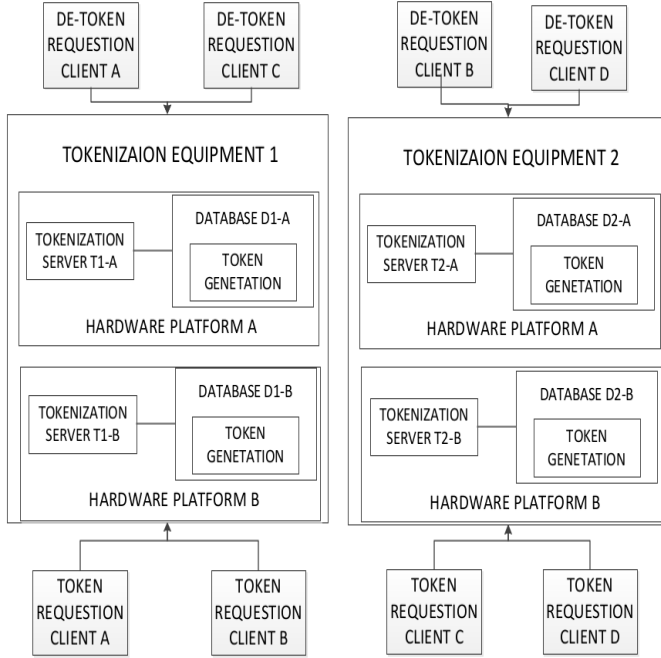 DE-TOKEN
REQUESTION
CLIENT A
DE-TOKEN
REQUESTION
CLIENT C
DE-TOKEN
REQUESTION
CLIENT B
DE-TOKEN
REQUESTION
CLIENT D
TOKENIZAION EQUIPMENT 1
TOKENIZATION
SERVER T1-A
DATABASE D1-A
TOKEN
GENETATION
HARDWARE PLATFORM A
TOKENIZATION
SERVER T1-B
DATABASE D1-B
TOKEN
GENETATION
HARDWARE PLATFORM B
TOKENIZAION EQUIPMENT 2
TOKENIZATION
SERVER T2-A
DATABASE D2-A
TOKEN
GENETATION
HARDWARE PLATFORM A
TOKENIZATION
SERVER T2-B
DATABASE D2-B
TOKEN
GENETATION
HARDWARE PLATFORM B
TOKEN
REQUESTION
CLIENT A
TOKEN
REQUESTION
CLIENT B
TOKEN
REQUESTION
CLIENT C
TOKEN
REQUESTION
CLIENT D